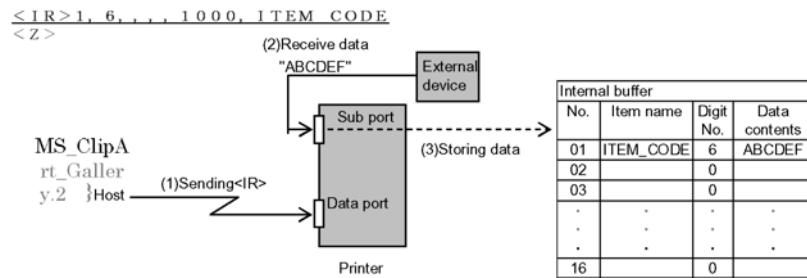 <IR>1, 6, , , , 1000, ITEM CODE
<Z>
(2)Receive data
"ABCDEF"
External
device
Sub port
(3)Storing data
MS_ClipA
rt_Galler
y.2 }Host
(1)Sending<IR>
Data port
Printer
Internal buffer
No. Item name Digit No. Data contents
01 ITEM_CODE 6 ABCDEF
02 0
03 0
. . . .
. . . .
. . . .
16 0